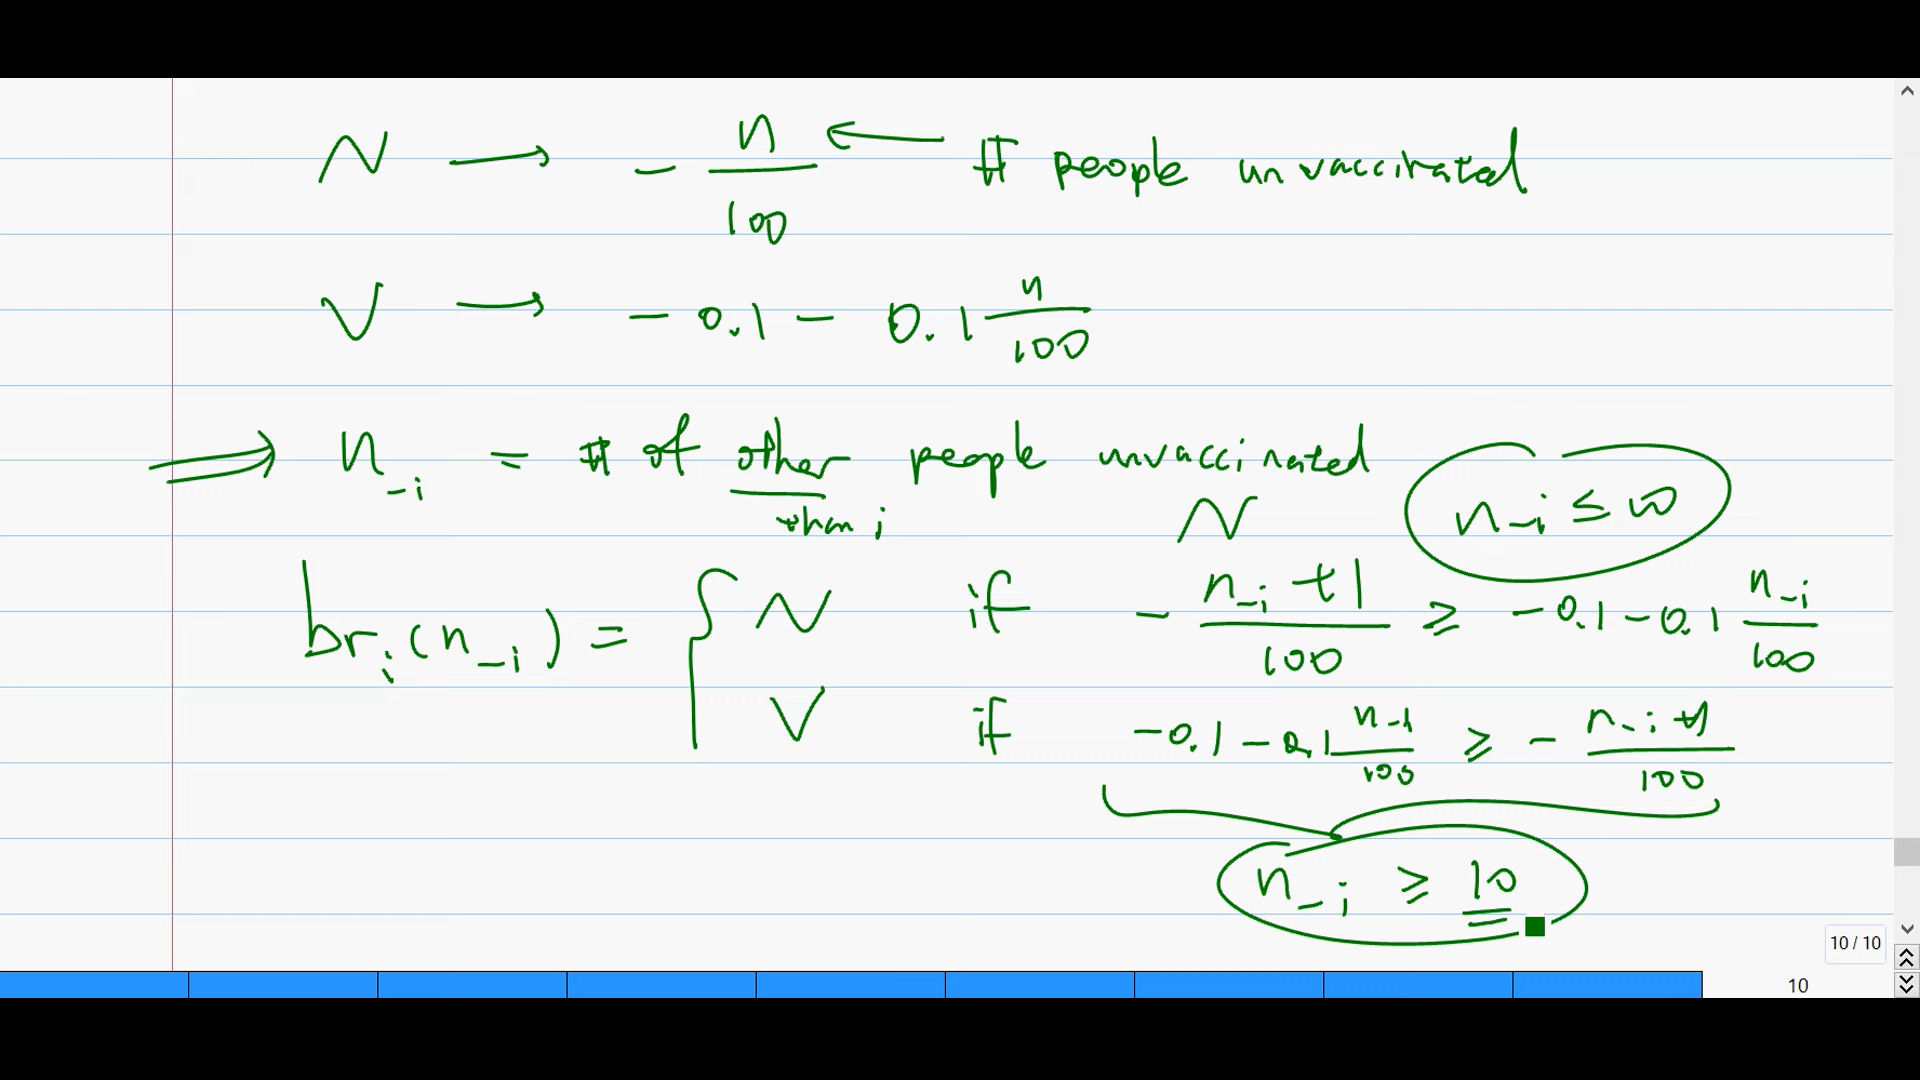 N → - n/100 ← # people unvaccinated
V → - 0.1 - 0.1 n/100
⇒ n_-i = # of other people unvaccinated
than i
N n_-i ≤ 10
br_i(n_-i) = { N if - (n_-i + 1)/100 ≥ - 0.1 - 0.1 n_-i/100
V if - 0.1 - 0.1 n_-i/100 ≥ - (n_-i + 1)/100
n_-i ≥ 10
10 / 10
10